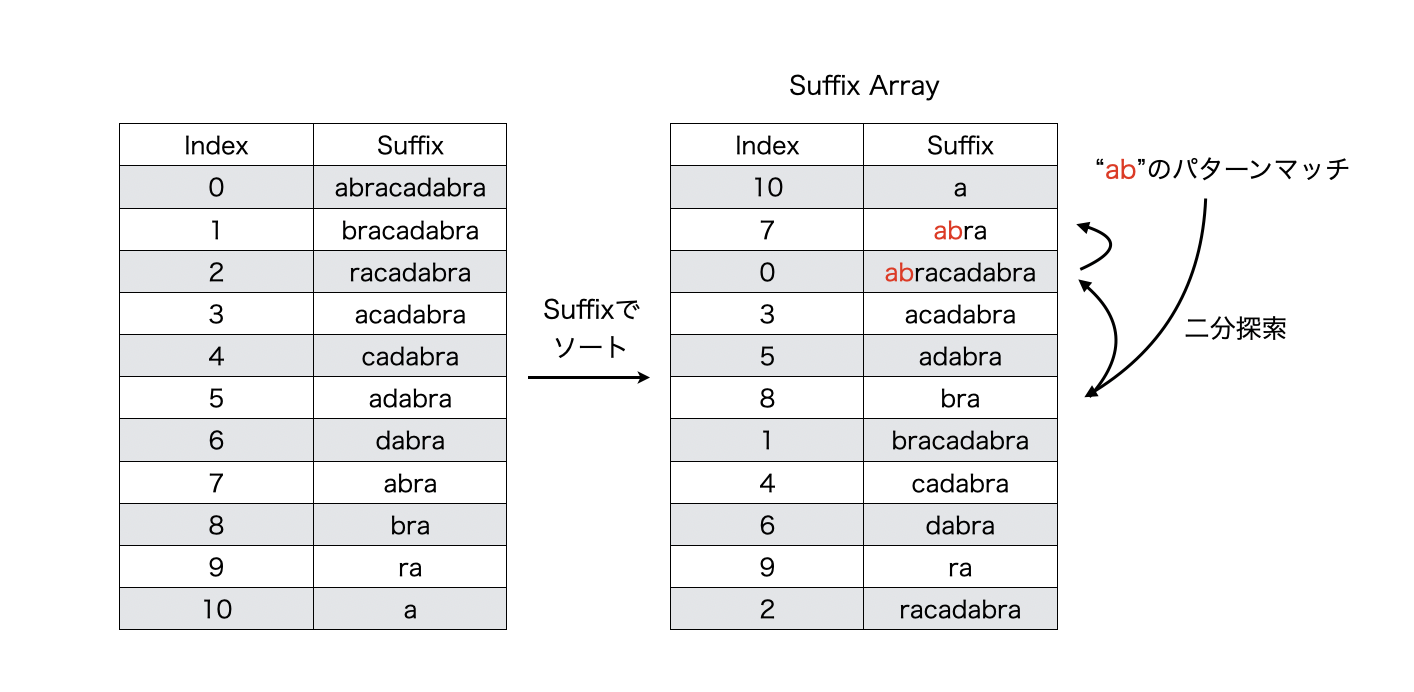 Suffix Array
Index Suffix
0 abracadabra
1 bracadabra
2 racadabra
3 acadabra
4 cadabra
5 adabra
6 dabra
7 abra
8 bra
9 ra
10 a
Suffixで
ソート
Index Suffix
10 a
7 abra
0 abracadabra
3 acadabra
5 adabra
8 bra
1 bracadabra
4 cadabra
6 dabra
9 ra
2 racadabra
“ab”のパターンマッチ
二分探索